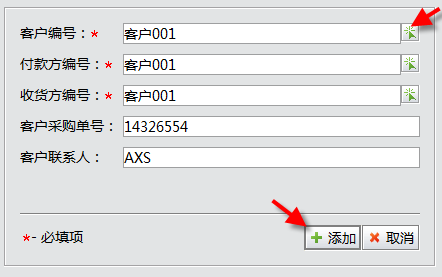 客户编号：* 客户001
付款方编号：* 客户001
收货方编号：* 客户001
客户采购单号： 14326554
客户联系人： AXS
*- 必填项 添加 取消